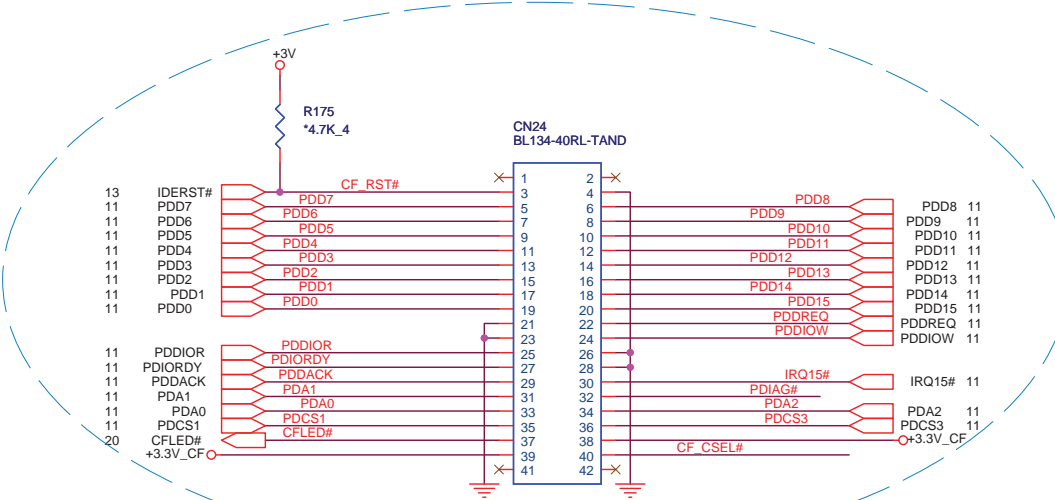 +3V
R175
*4.7K_4
CN24
BL134-40RL-TAND
1 2
13 IDERST# CF_RST# 3 4
11 PDD7 PDD7 5 6 PDD8 PDD8 11
11 PDD6 PDD6 7 8 PDD9 PDD9 11
11 PDD5 PDD5 9 10 PDD10 PDD10 11
11 PDD4 PDD4 11 12 PDD11 PDD11 11
11 PDD3 PDD3 13 14 PDD12 PDD12 11
11 PDD2 PDD2 15 16 PDD13 PDD13 11
11 PDD1 PDD1 17 18 PDD14 PDD14 11
11 PDD0 PDD0 19 20 PDD15 PDD15 11
21 22 PDDREQ PDDREQ 11
23 24 PDDIOW PDDIOW 11
11 PDDIOR PDDIOR 25 26
11 PDIORDY PDIORDY 27 28
11 PDDACK PDDACK 29 30 IRQ15# IRQ15# 11
11 PDA1 PDA1 31 32 PDIAG#
11 PDA0 PDA0 33 34 PDA2 PDA2 11
11 PDCS1 PDCS1 35 36 PDCS3 PDCS3 11
20 CFLED# CFLED# 37 38 +3.3V_CF
+3.3V_CF 39 40 CF_CSEL#
41 42